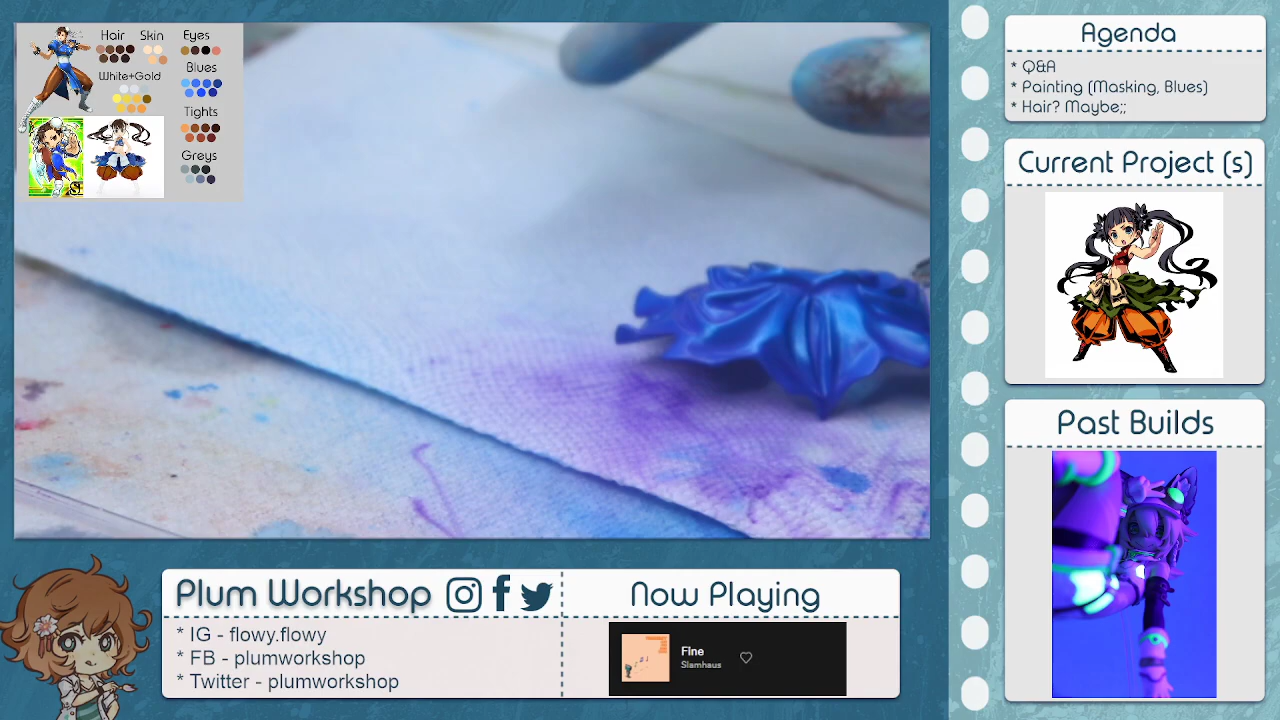 Hair Skin Eyes
White+Gold
Blues
Tights
Greys
Agenda
* Q&A
* Painting (Masking, Blues)
* Hair? Maybe;;
Current Project (s)
Past Builds
Plum Workshop
* IG - flowy.flowy
* FB - plumworkshop
* Twitter - plumworkshop
Now Playing
FIne
Slamhaus